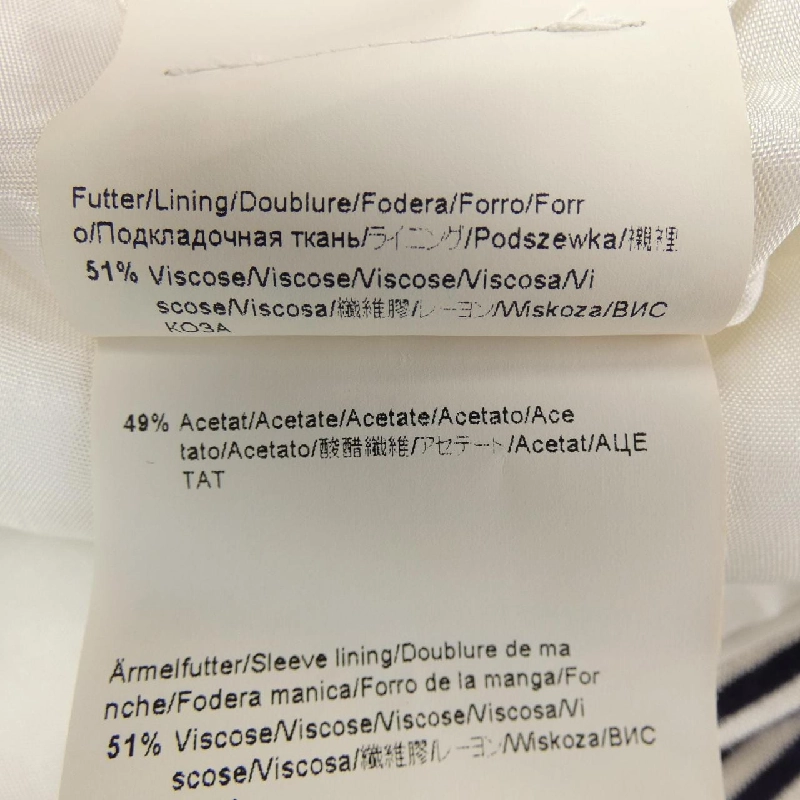 Futter/Lining/Doublure/Fodera/Forro/Forr
o/Подкладочная ткань/ライニング/Podszewka/襯裡
51% Viscose/Viscose/Viscose/Viscosa/Vi
scose/Viscosa/纖維膠/レーヨン/Wiskoza/ВИС
КОЗА
49% Acetat/Acetate/Acetate/Acetato/Ace
tato/Acetato/酸醋纖維/アセテート/Acetat/АЦЕ
ТАТ
Ärmelfutter/Sleeve lining/Doublure de ma
nche/Fodera manica/Forro de la manga/For
51% Viscose/Viscose/Viscose/Viscosa/Vi
scose/Viscosa/纖維膠/レーヨン/Wiskoza/ВИС